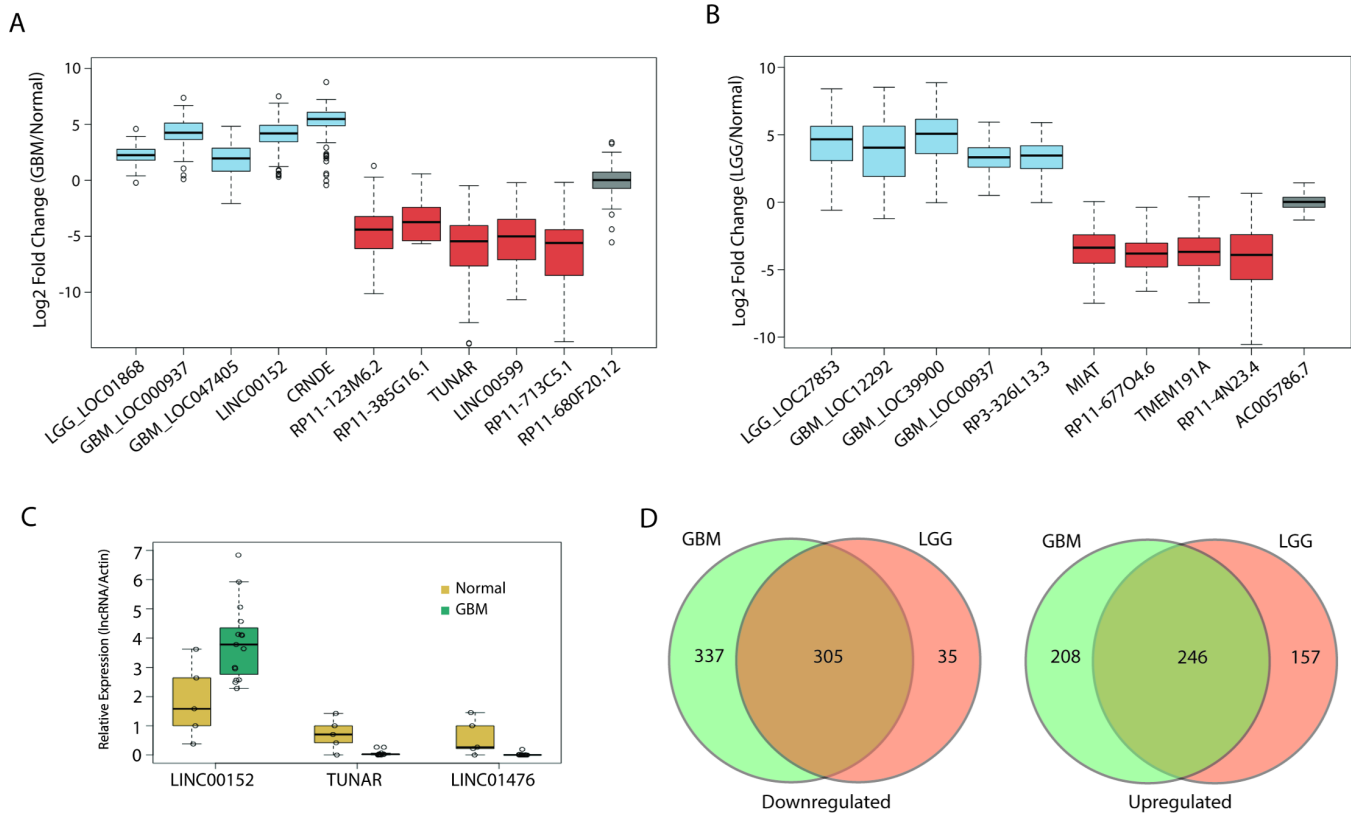 A
Log2 Fold Change (GBM/Normal)
10
5
0
-5
-10
LGG_LOC01868
GBM_LOC000937
GBM_LOC47405
LINC00152
CRNDE
RP11-123M6.2
RP11-385G16.1
TUNAR
LINC00599
RP11-713C5.1
RP11-680F20.12
B
Log2 Fold Change (LGG/Normal)
10
5
0
-5
-10
LGG_LOC27853
GBM_LOC12292
GBM_LOC39900
GBM_LOC00937
RP3-326L13.3
MIAT
RP11-677O4.6
TMEM191A
RP11-4N23.4
AC005786.7
C
Relative Expression (lncRNA/Actin)
7
6
5
4
3
2
1
0
Normal
GBM
LINC00152
TUNAR
LINC01476
D
GBM
LGG
337
305
35
Downregulated
GBM
LGG
208
246
157
Upregulated